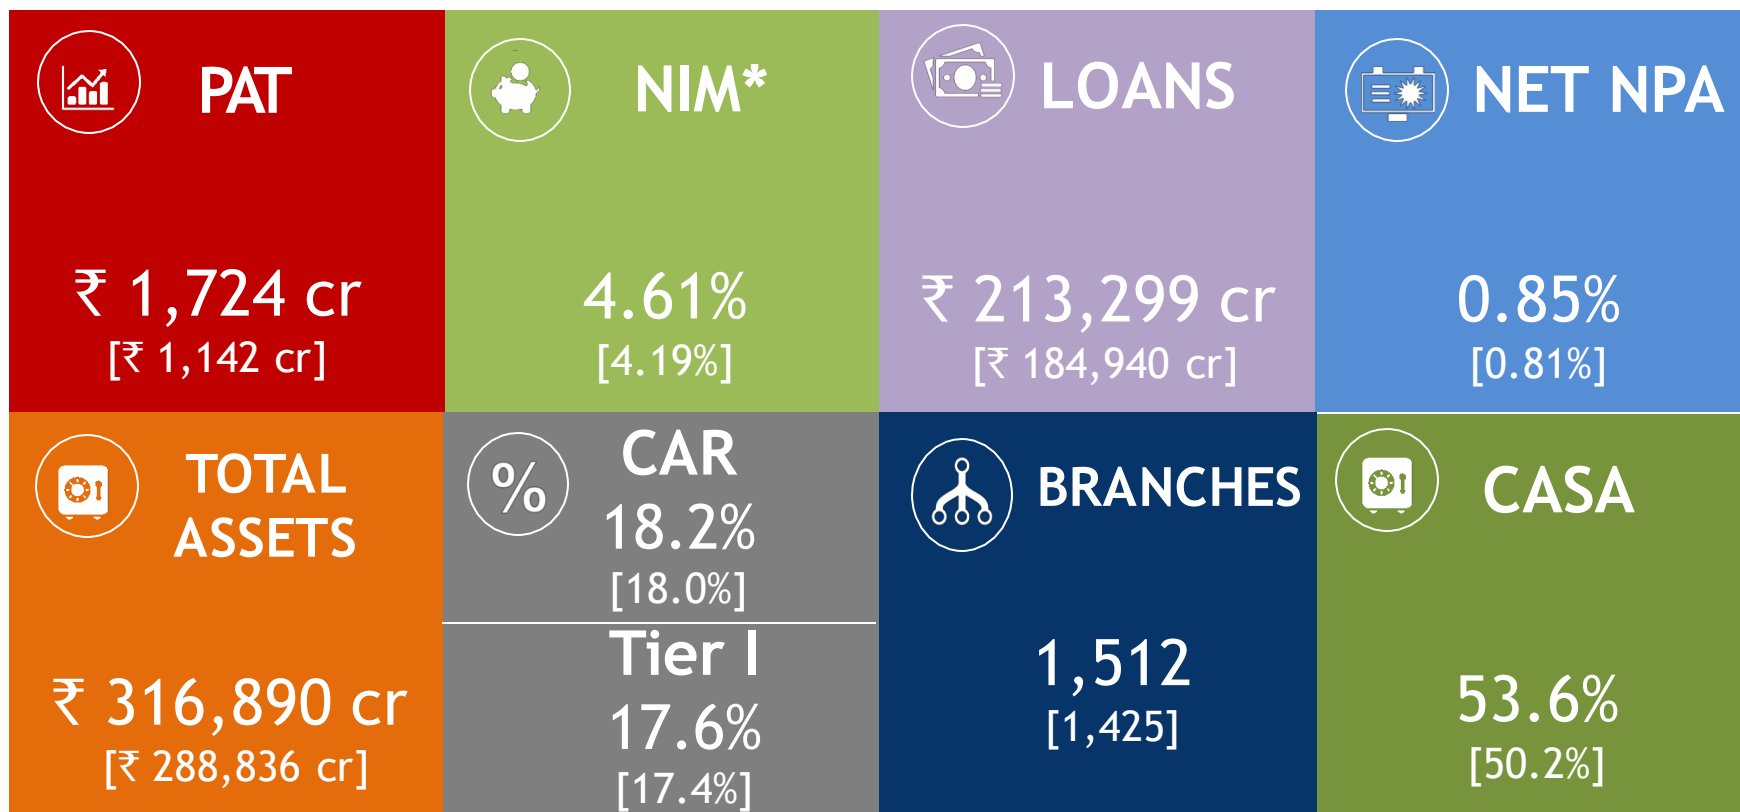 PAT
₹ 1,724 cr
[₹ 1,142 cr]
NIM*
4.61%
[4.19%]
LOANS
₹ 213,299 cr
[₹ 184,940 cr]
NET NPA
0.85%
[0.81%]
TOTAL
ASSETS
₹ 316,890 cr
[₹ 288,836 cr]
%
CAR
18.2%
[18.0%]
Tier I
17.6%
[17.4%]
BRANCHES
1,512
[1,425]
CASA
53.6%
[50.2%]